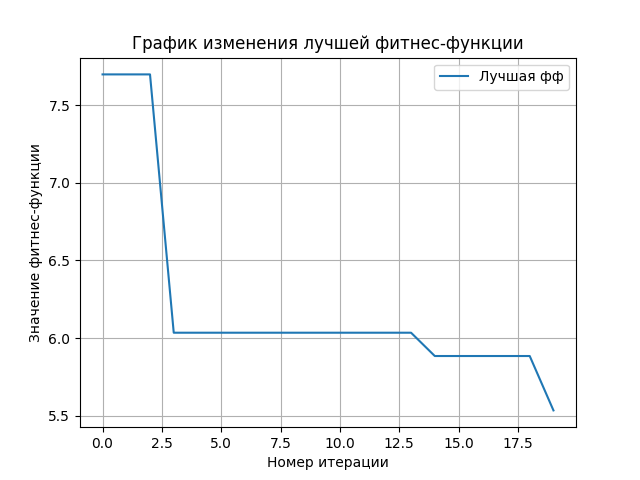 График изменения лучшей фитнес-функции
Лучшая фф
Значение фитнес-функции
7.5
7.0
6.5
6.0
5.5
0.0 2.5 5.0 7.5 10.0 12.5 15.0 17.5
Номер итерации